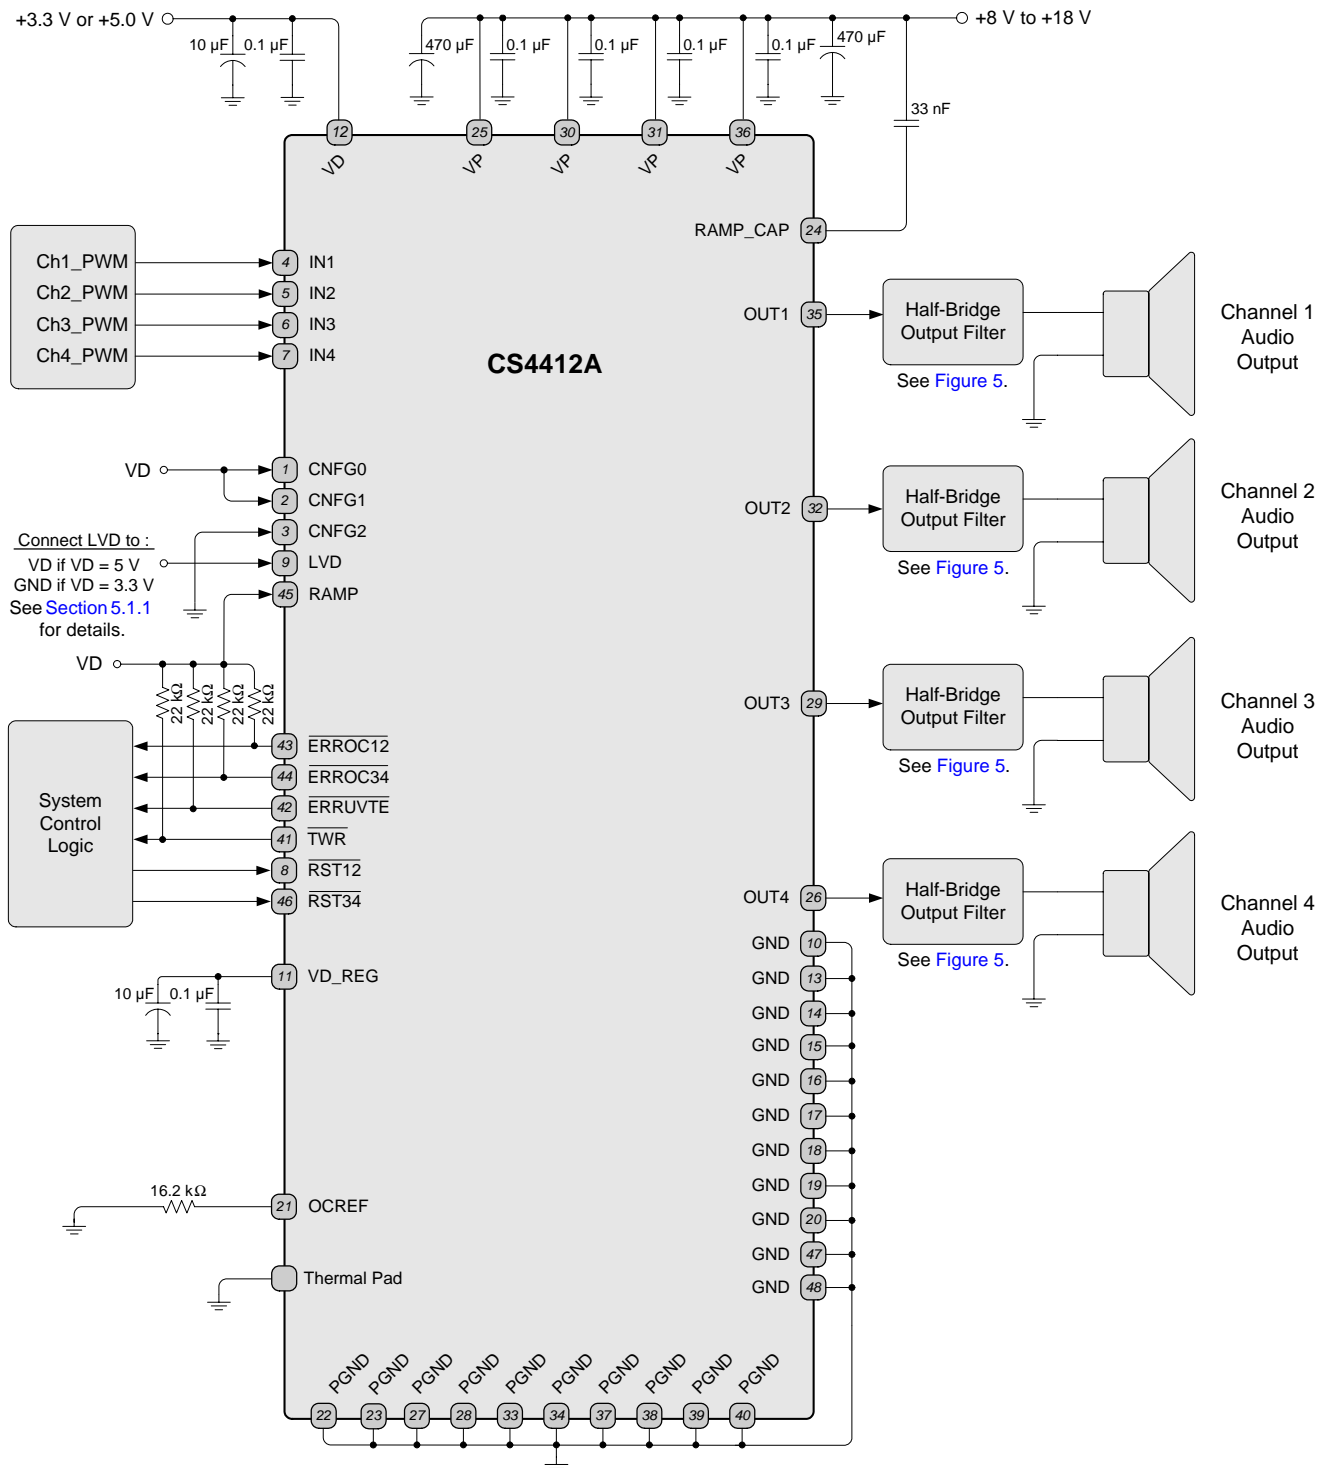 +3.3 V or +5.0 V
+8 V to +18 V
10 µF
0.1 µF
470 µF
0.1 µF
0.1 µF
0.1 µF
0.1 µF
470 µF
33 nF
12
25
30
31
36
VD
VP
VP
VP
VP
RAMP_CAP
24
Ch1_PWM
4
IN1
Ch2_PWM
5
IN2
Ch3_PWM
6
IN3
Ch4_PWM
7
IN4
CS4412A
OUT1
35
Half-Bridge
Output Filter
See Figure 5.
Channel 1
Audio
Output
VD
1
CNFG0
2
CNFG1
3
CNFG2
Connect LVD to :
VD if VD = 5 V
GND if VD = 3.3 V
See Section 5.1.1
for details.
9
LVD
45
RAMP
OUT2
32
Half-Bridge
Output Filter
See Figure 5.
Channel 2
Audio
Output
VD
22 kΩ
22 kΩ
22 kΩ
22 kΩ
OUT3
29
Half-Bridge
Output Filter
See Figure 5.
Channel 3
Audio
Output
System
Control
Logic
43
ERROC12
44
ERROC34
42
ERRUVTE
41
TWR
8
RST12
46
RST34
OUT4
26
Half-Bridge
Output Filter
See Figure 5.
Channel 4
Audio
Output
10 µF
0.1 µF
11
VD_REG
GND
10
GND
13
GND
14
GND
15
GND
16
GND
17
GND
18
GND
19
GND
20
GND
47
GND
48
16.2 kΩ
21
OCREF
Thermal Pad
PGND
PGND
PGND
PGND
PGND
PGND
PGND
PGND
PGND
PGND
22
23
27
28
33
34
37
38
39
40